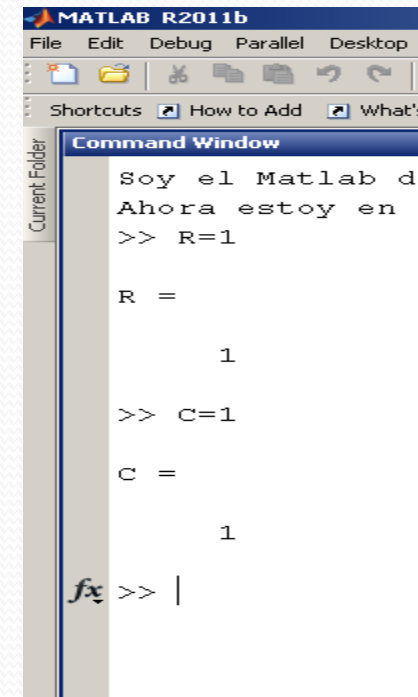 MATLAB R2011b
File Edit Debug Parallel Desktop
Shortcuts How to Add What's
Current Folder
Command Window
Soy el Matlab d
Ahora estoy en
>> R=1
R =
1
>> C=1
C =
1
fx >>